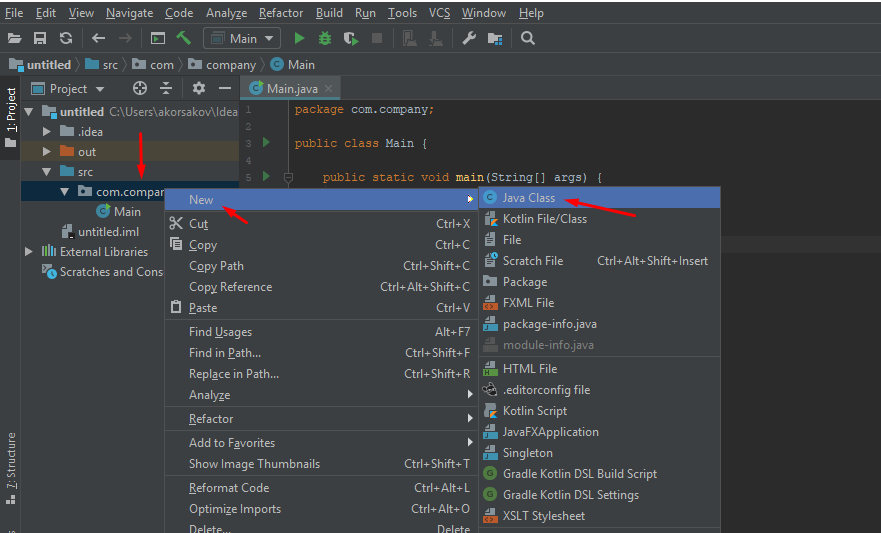 File Edit View Navigate Code Analyze Refactor Build Run Tools VCS Window Help
Main
untitled src com company Main
1: Project
Project
Main.java
untitled C:\Users\akorsakov\Idea
.idea
out
src
com.compar
Main
untitled.iml
External Libraries
Scratches and Cons
7: Structure
1 package com.company;
2
3 public class Main {
4
5 public static void main(String[] args) {
New
Cut Ctrl+X
Copy Ctrl+C
Copy Path Ctrl+Shift+C
Copy Reference Ctrl+Alt+Shift+C
Paste Ctrl+V
Find Usages Alt+F7
Find in Path... Ctrl+Shift+F
Replace in Path... Ctrl+Shift+R
Analyze
Refactor
Add to Favorites
Show Image Thumbnails Ctrl+Shift+T
Reformat Code Ctrl+Alt+L
Optimize Imports Ctrl+Alt+O
Delete... Delete
Java Class
Kotlin File/Class
File
Scratch File Ctrl+Alt+Shift+Insert
Package
FXML File
package-info.java
module-info.java
HTML File
.editorconfig file
Kotlin Script
JavaFXApplication
Singleton
Gradle Kotlin DSL Build Script
Gradle Kotlin DSL Settings
XSLT Stylesheet